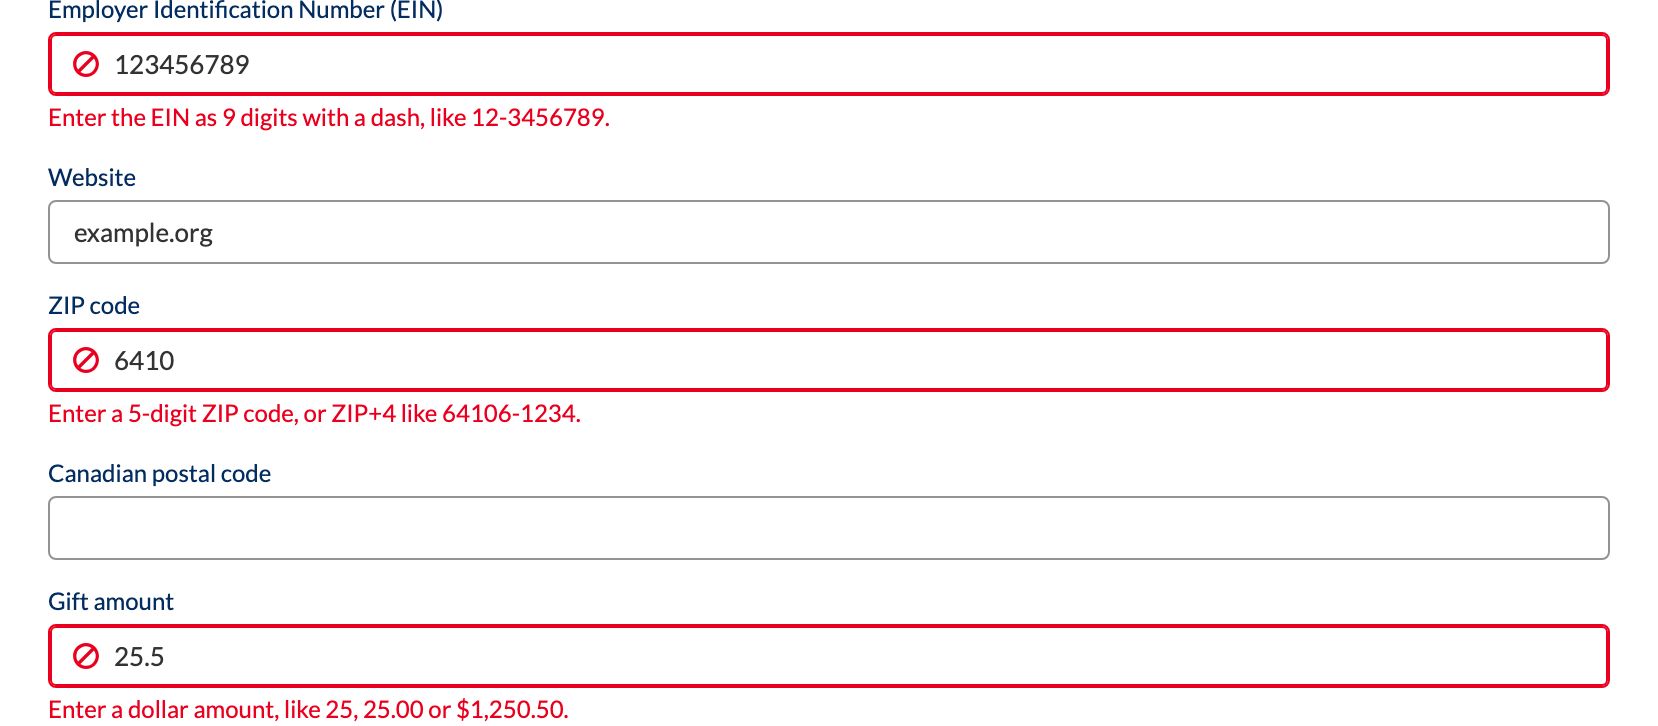 Employer Identification Number (EIN)
123456789
Enter the EIN as 9 digits with a dash, like 12-3456789.
Website
example.org
ZIP code
6410
Enter a 5-digit ZIP code, or ZIP+4 like 64106-1234.
Canadian postal code
Gift amount
25.5
Enter a dollar amount, like 25, 25.00 or $1,250.50.